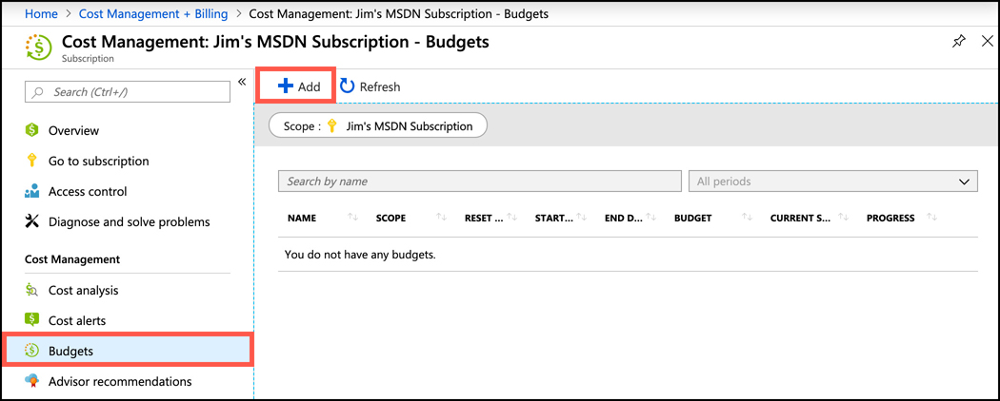 Home > Cost Management + Billing > Cost Management: Jim's MSDN Subscription - Budgets
Cost Management: Jim's MSDN Subscription - Budgets
Subscription
Search (Ctrl+/)
«
Overview
Go to subscription
Access control
Diagnose and solve problems
Cost Management
Cost analysis
Cost alerts
Budgets
Advisor recommendations
Add Refresh
Scope : Jim's MSDN Subscription
Search by name All periods
NAME SCOPE RESET ... START... END D... BUDGET CURRENT S... PROGRESS
You do not have any budgets.